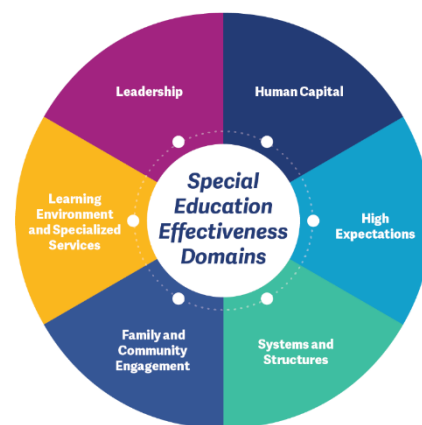 Leadership
Human Capital
High
Expectations
Systems and
Structures
Family and
Community
Engagement
Learning
Environment
and Specialized
Services
Special
Education
Effectiveness
Domains